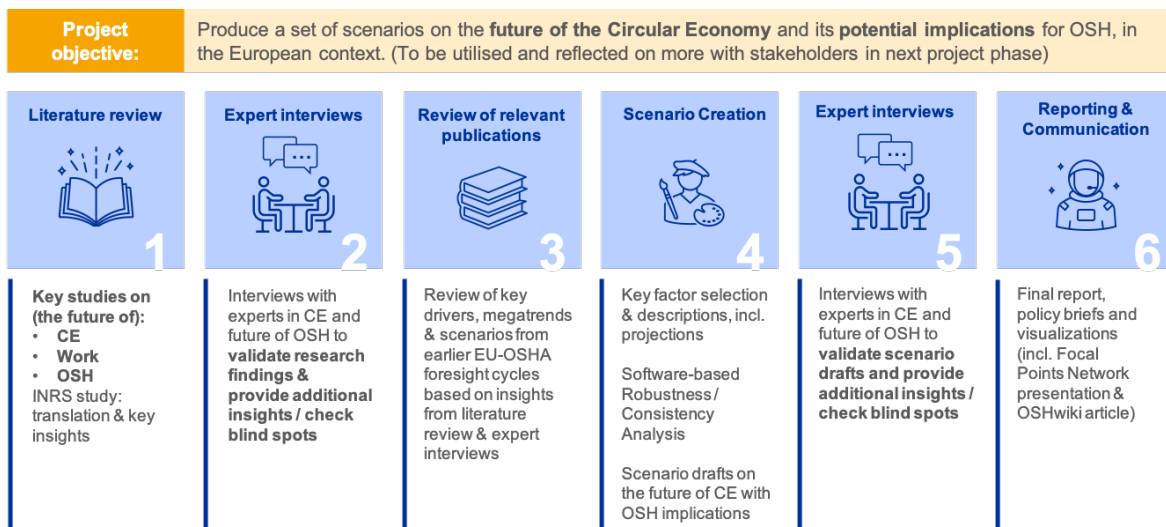 Project
objective:
Produce a set of scenarios on the future of the Circular Economy and its potential implications for OSH, in
the European context. (To be utilised and reflected on more with stakeholders in next project phase)
Literature review
1
Key studies on
(the future of):
• CE
• Work
• OSH
INRS study:
translation & key
insights
Expert interviews
2
Interviews with
experts in CE and
future of OSH to
validate research
findings &
provide additional
insights / check
blind spots
Review of relevant
publications
3
Review of key
drivers, megatrends
& scenarios from
earlier EU-OSHA
foresight cycles
based on insights
from literature
review & expert
interviews
Scenario Creation
4
Key factor selection
& descriptions, incl.
projections
Software-based
Robustness/
Consistency
Analysis
Scenario drafts on
the future of CE with
OSH implications
Expert interviews
5
Interviews with
experts in CE and
future of OSH to
validate scenario
drafts and provide
additional insights /
check blind spots
Reporting &
Communication
6
Final report,
policy briefs and
visualizations
(incl. Focal
Points Network
presentation &
OSHwiki article)